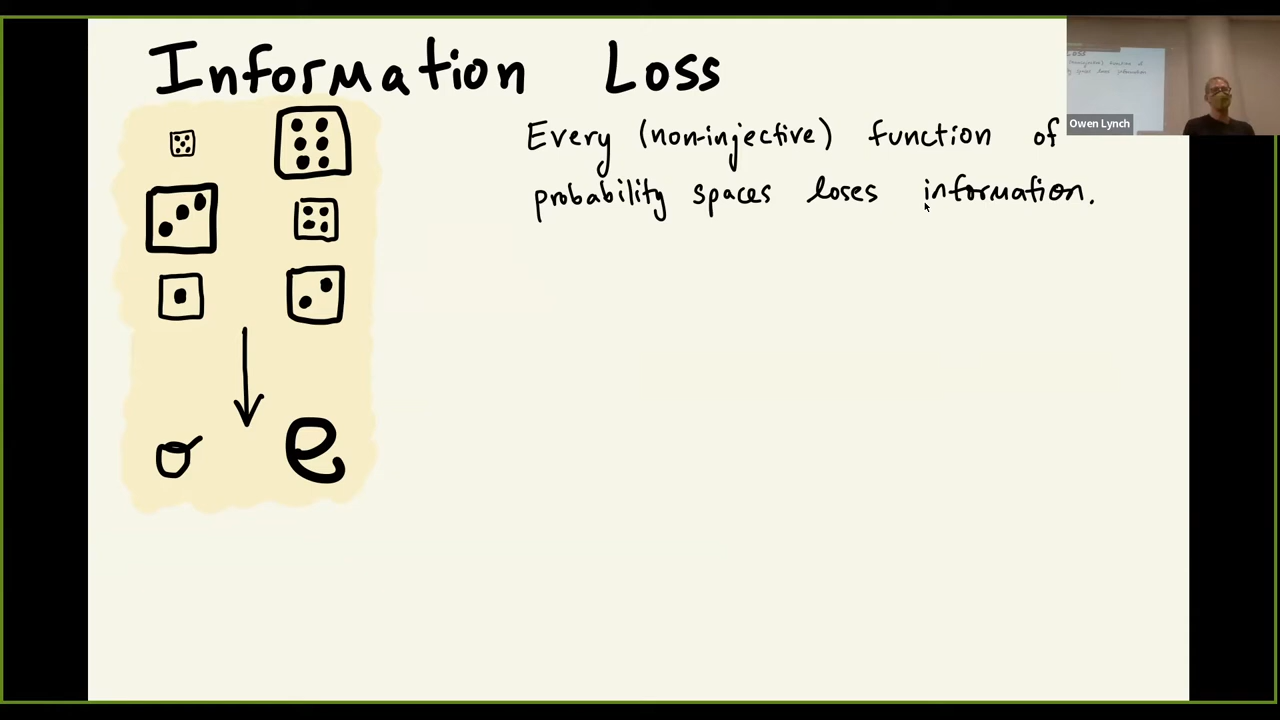 Information Loss
Every (non-injective) function of
probability spaces loses information.
o e
Owen Lynch